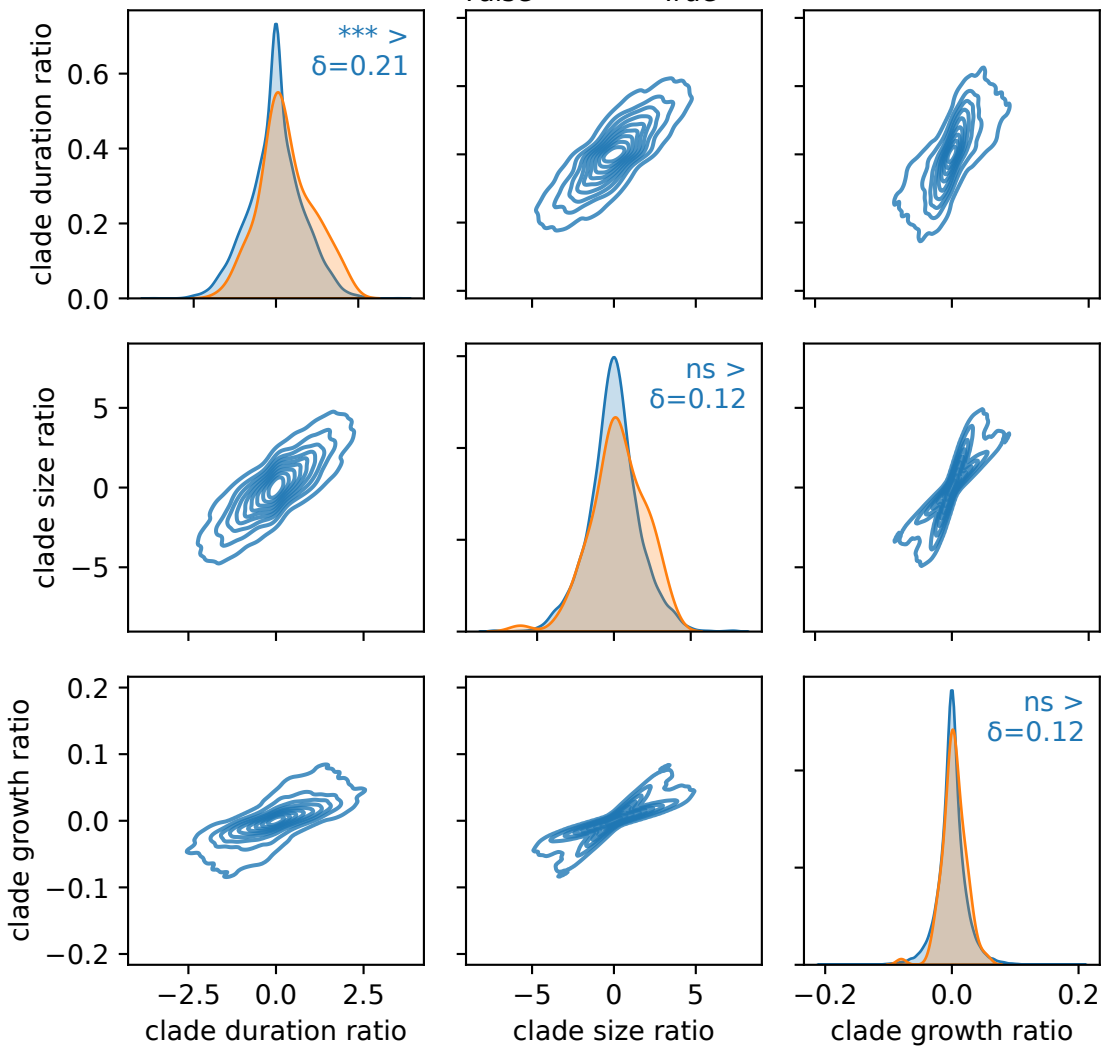 clade duration ratio
0.6
0.4
0.2
0.0
*** >
δ=0.21
clade size ratio
5
0
−5
ns >
δ=0.12
clade growth ratio
0.2
0.1
0.0
−0.1
−0.2
ns >
δ=0.12
−2.5 0.0 2.5
clade duration ratio
−5 0 5
clade size ratio
−0.2 0.0 0.2
clade growth ratio